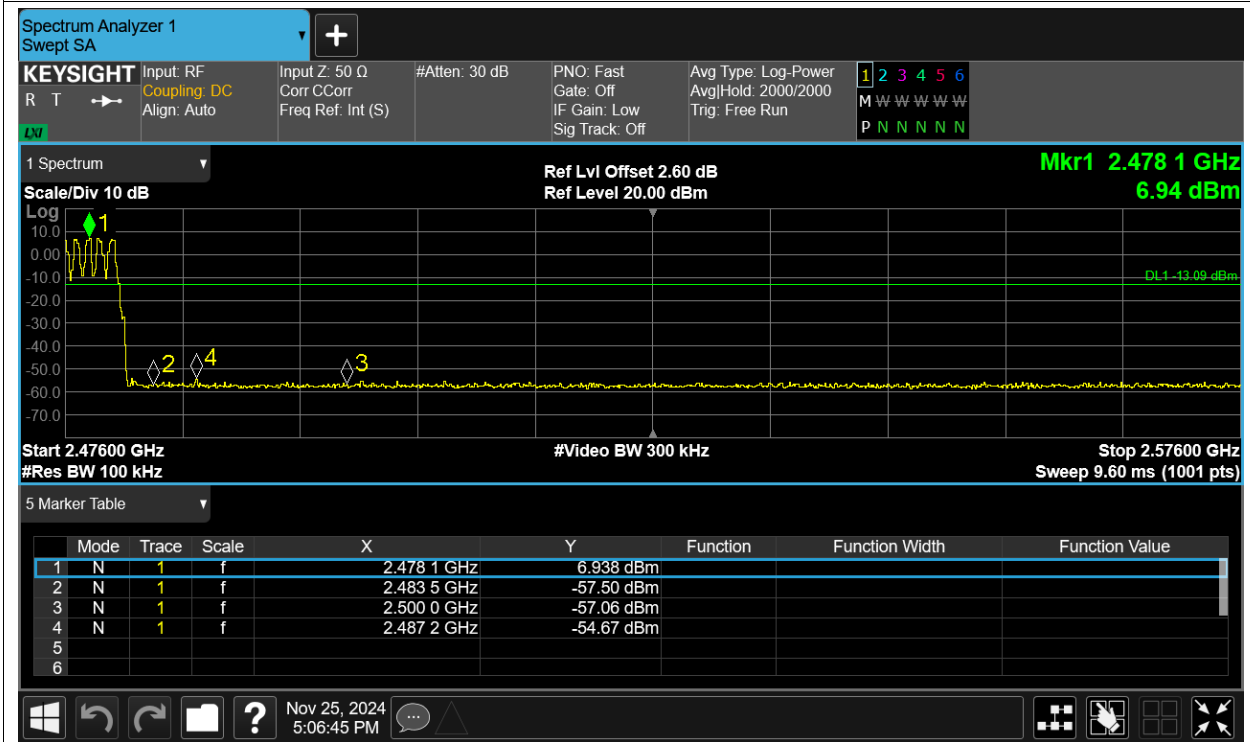 Spectrum Analyzer 1
Swept SA
KEYSIGHT Input: RF Input Z: 50 Ω #Atten: 30 dB PNO: Fast Avg Type: Log-Power 1 2 3 4 5 6
R T Coupling: DC Corr CCorr Gate: Off Avg|Hold: 2000/2000 M W W W W W
Align: Auto Freq Ref: Int (S) IF Gain: Low Trig: Free Run
LXI Sig Track: Off P N N N N N
1 Spectrum Ref Lvl Offset 2.60 dB Mkr1 2.478 1 GHz
Scale/Div 10 dB Ref Level 20.00 dBm 6.94 dBm
Log
1
10.0
0.00
-10.0 DL1 -13.09 dBm
-20.0
-30.0
-40.0
2 4 3
-50.0
-60.0
-70.0
Start 2.47600 GHz #Video BW 300 kHz Stop 2.57600 GHz
#Res BW 100 kHz Sweep 9.60 ms (1001 pts)
5 Marker Table
Mode Trace Scale X Y Function Function Width Function Value
1 N 1 f 2.478 1 GHz 6.938 dBm
2 N 1 f 2.483 5 GHz -57.50 dBm
3 N 1 f 2.500 0 GHz -57.06 dBm
4 N 1 f 2.487 2 GHz -54.67 dBm
5
6
? Nov 25, 2024
5:06:45 PM